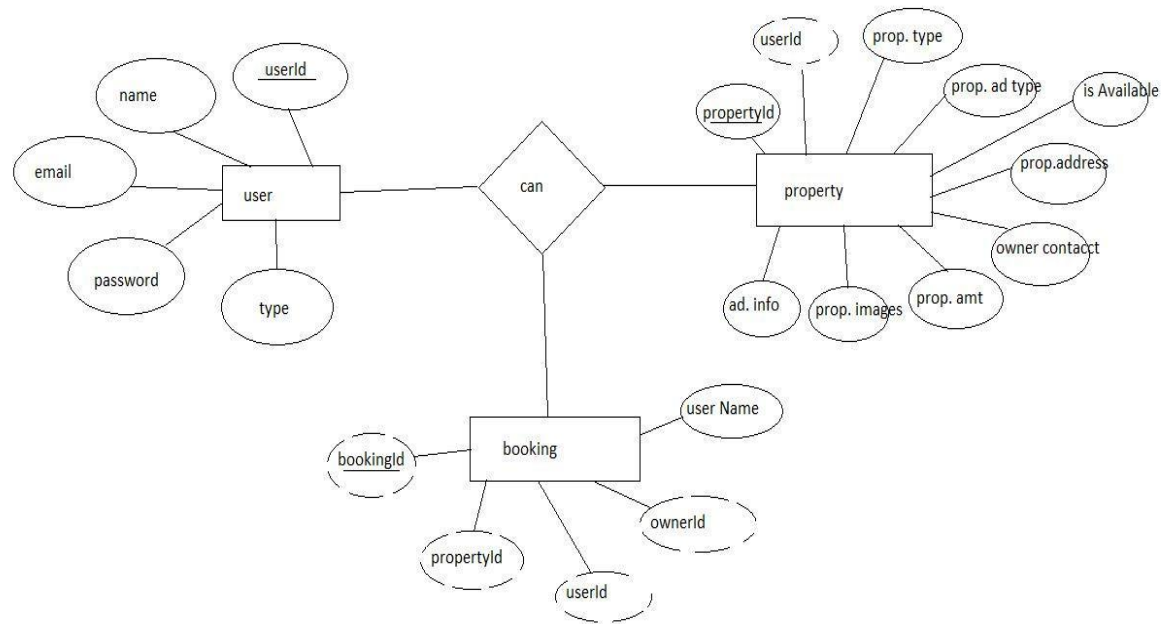 userId
name
email
user
password
type
can
userId
prop. type
prop. ad type
is Available
propertyId
prop.address
property
owner contacct
ad. info
prop. images
prop. amt
user Name
booking
bookingId
ownerId
propertyId
userId